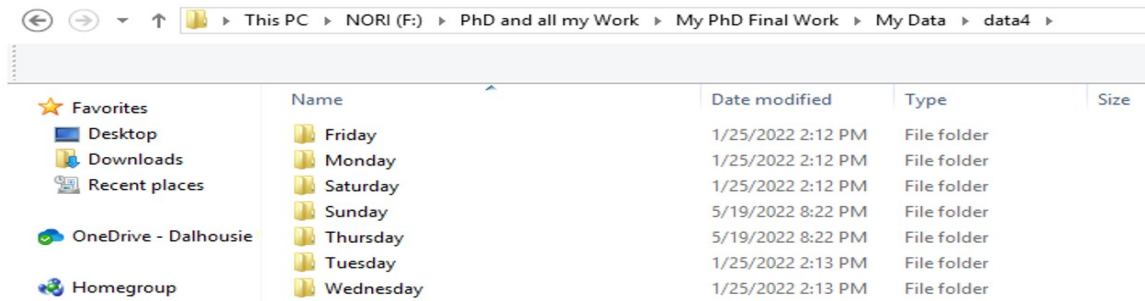 This PC ▸ NORI (F:) ▸ PhD and all my Work ▸ My PhD Final Work ▸ My Data ▸ data4 ▸
Favorites
Desktop
Downloads
Recent places
OneDrive - Dalhousie
Homegroup
Name Date modified Type Size
Friday 1/25/2022 2:12 PM File folder
Monday 1/25/2022 2:12 PM File folder
Saturday 1/25/2022 2:12 PM File folder
Sunday 5/19/2022 8:22 PM File folder
Thursday 5/19/2022 8:22 PM File folder
Tuesday 1/25/2022 2:13 PM File folder
Wednesday 1/25/2022 2:13 PM File folder